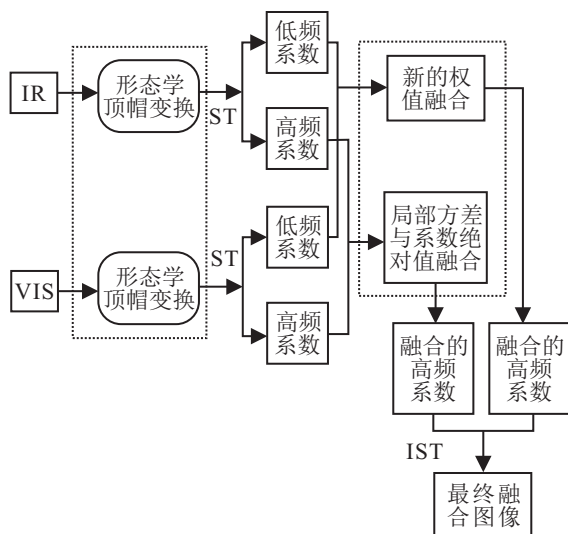 IR
形态学
顶帽变换
ST
低频
系数
高频
系数
新的权
值融合
VIS
形态学
顶帽变换
ST
低频
系数
高频
系数
局部方差
与系数绝
对值融合
融合的
高频
系数
融合的
高频
系数
IST
最终融
合图像